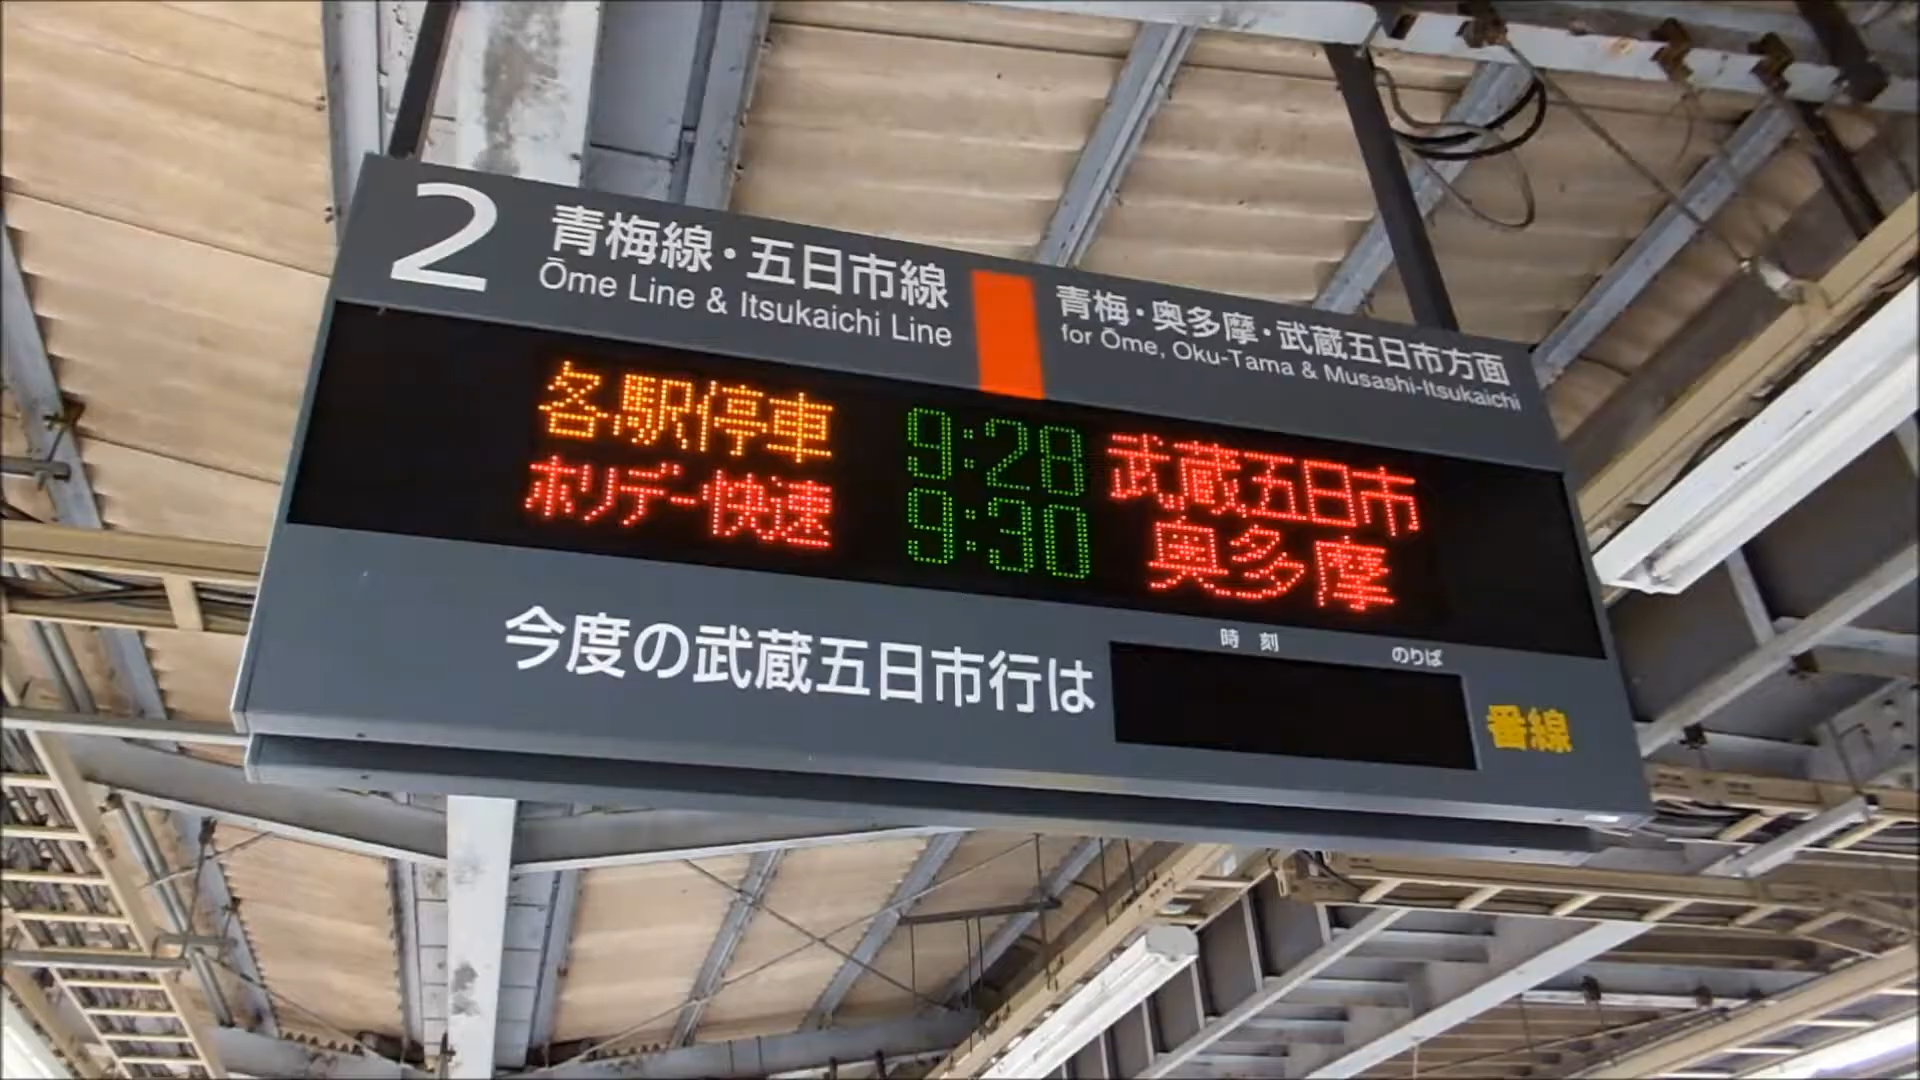 2 青梅線・五日市線 青梅・奥多摩・武蔵五日市方面
Ōme Line & Itsukaichi Line for Ōme, Oku-Tama & Musashi-Itsukaichi
各駅停車 9:28 武蔵五日市
ホリデー快速 9:30 奥多摩
時刻 のりば
今度の武蔵五日市行は 番線